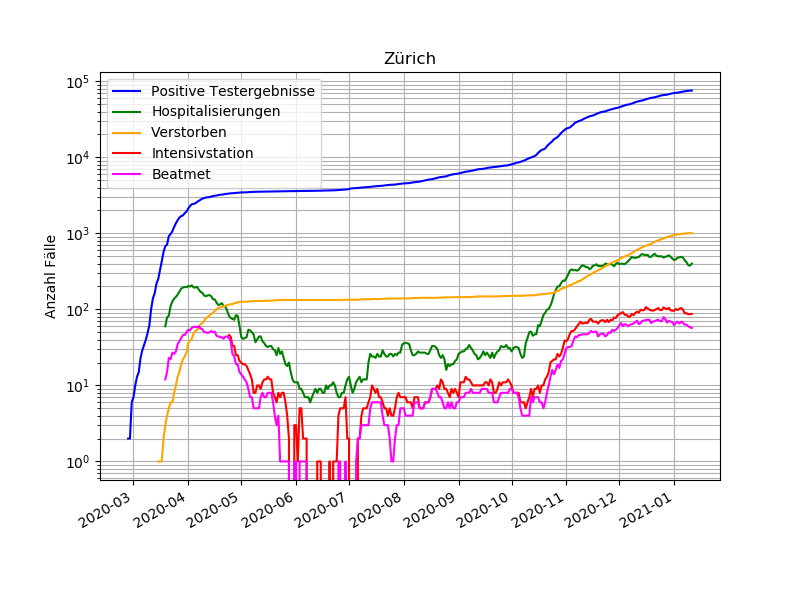 Zürich
Anzahl Fälle
10^5
10^4
10^3
10^2
10^1
10^0
Positive Testergebnisse
Hospitalisierungen
Verstorben
Intensivstation
Beatmet
2020-03
2020-04
2020-05
2020-06
2020-07
2020-08
2020-09
2020-10
2020-11
2020-12
2021-01